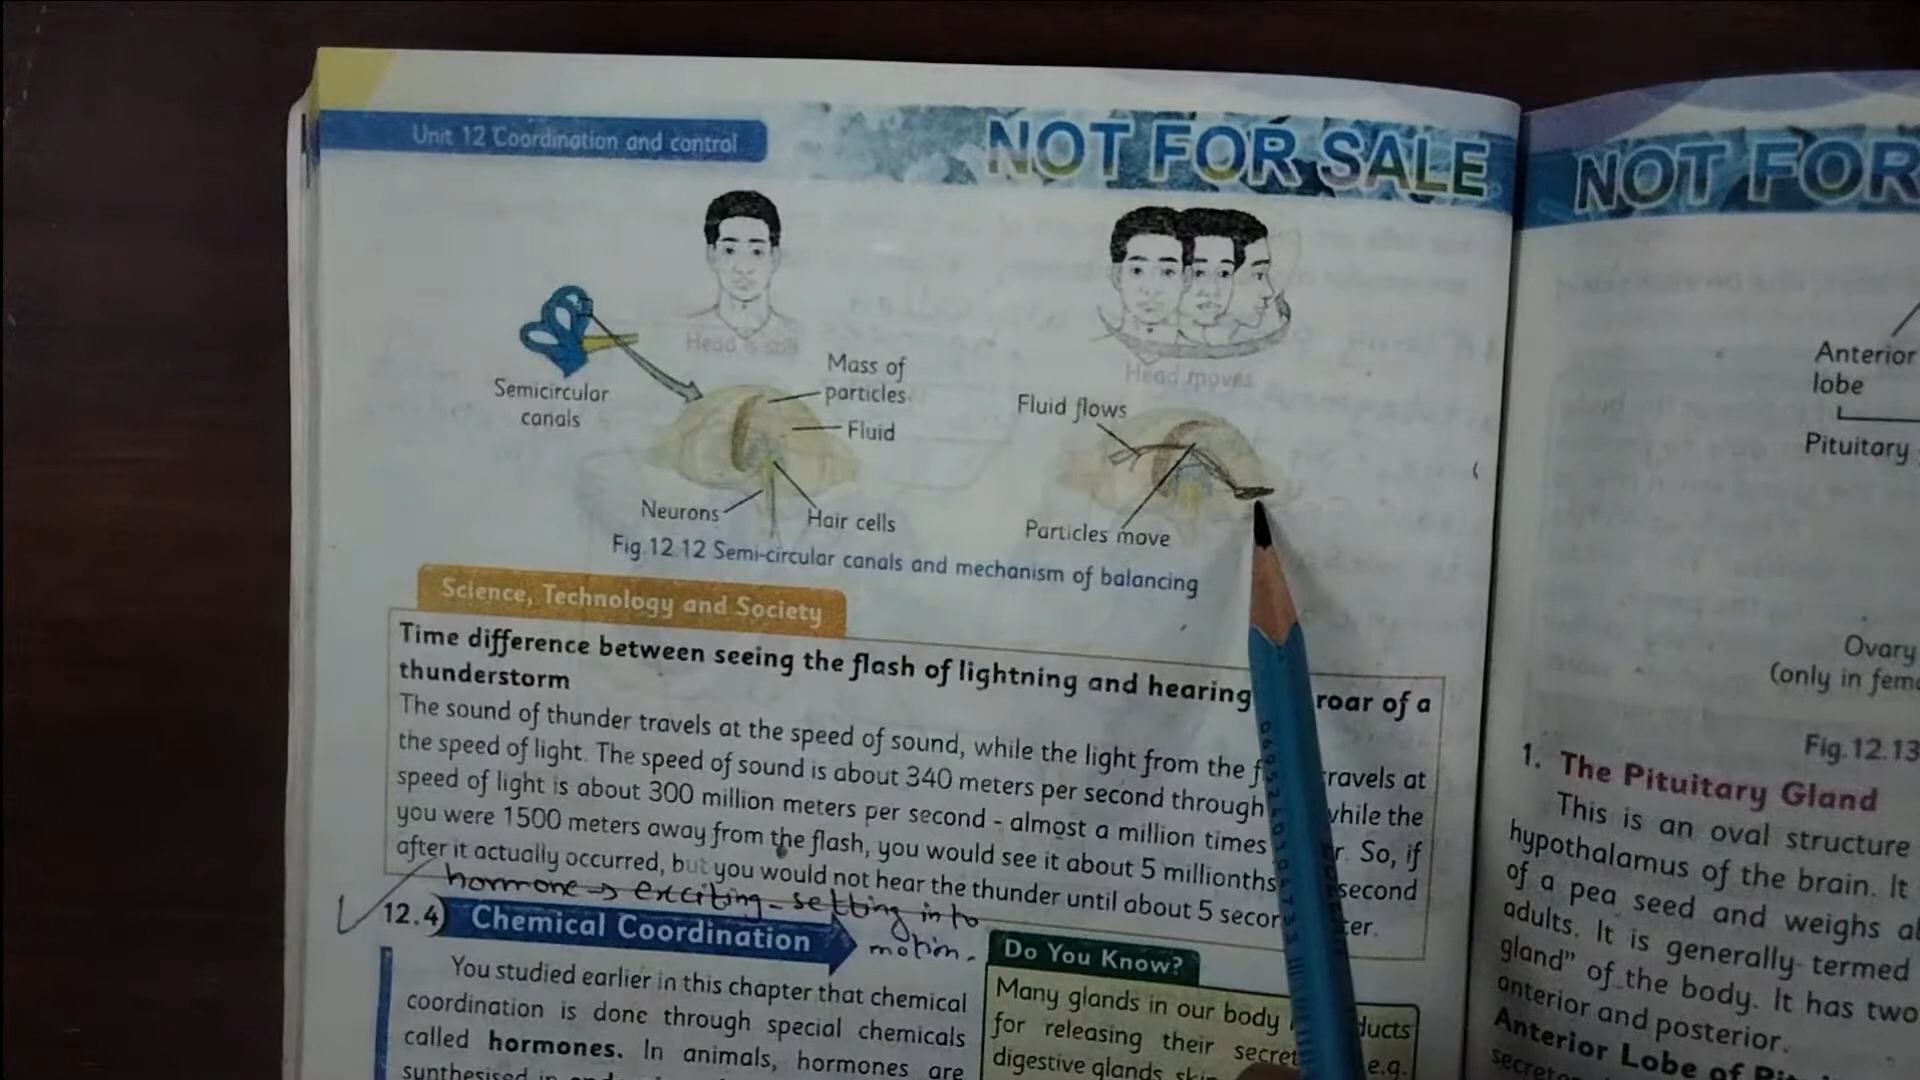 Unit 12 Coordination and control
NOT FOR SALE
Head is still
Head moves
Semicircular
canals
Mass of
particles
Fluid
Neurons
Hair cells
Fluid flows
Particles move
Fig.12.12 Semi-circular canals and mechanism of balancing
Science, Technology and Society
Time difference between seeing the flash of lightning and hearing roar of a
thunderstorm
The sound of thunder travels at the speed of sound, while the light from the travels at
the speed of light. The speed of sound is about 340 meters per second through while the
speed of light is about 300 million meters per second - almost a million times So, if
you were 1500 meters away from the flash, you would see it about 5 millionths second
after it actually occurred, but you would not hear the thunder until about 5
hormone → exciting - setting into
motion.
12.4 Chemical Coordination
You studied earlier in this chapter that chemical
coordination is done through special chemicals
called hormones. In animals, hormones are
synthesised in
Do You Know?
Many glands in our body ducts
for releasing their e.g.
digestive glands,
NOT FOR
Anterior
lobe
Pituitary
Ovary
(only in
Fig.12.13
1. The Pituitary Gland
This is an oval structure
hypothalamus of the brain. It
of a pea seed and weighs
adults. It is generally termed
gland" of the body. It has two
anterior and posterior.
Anterior Lobe of